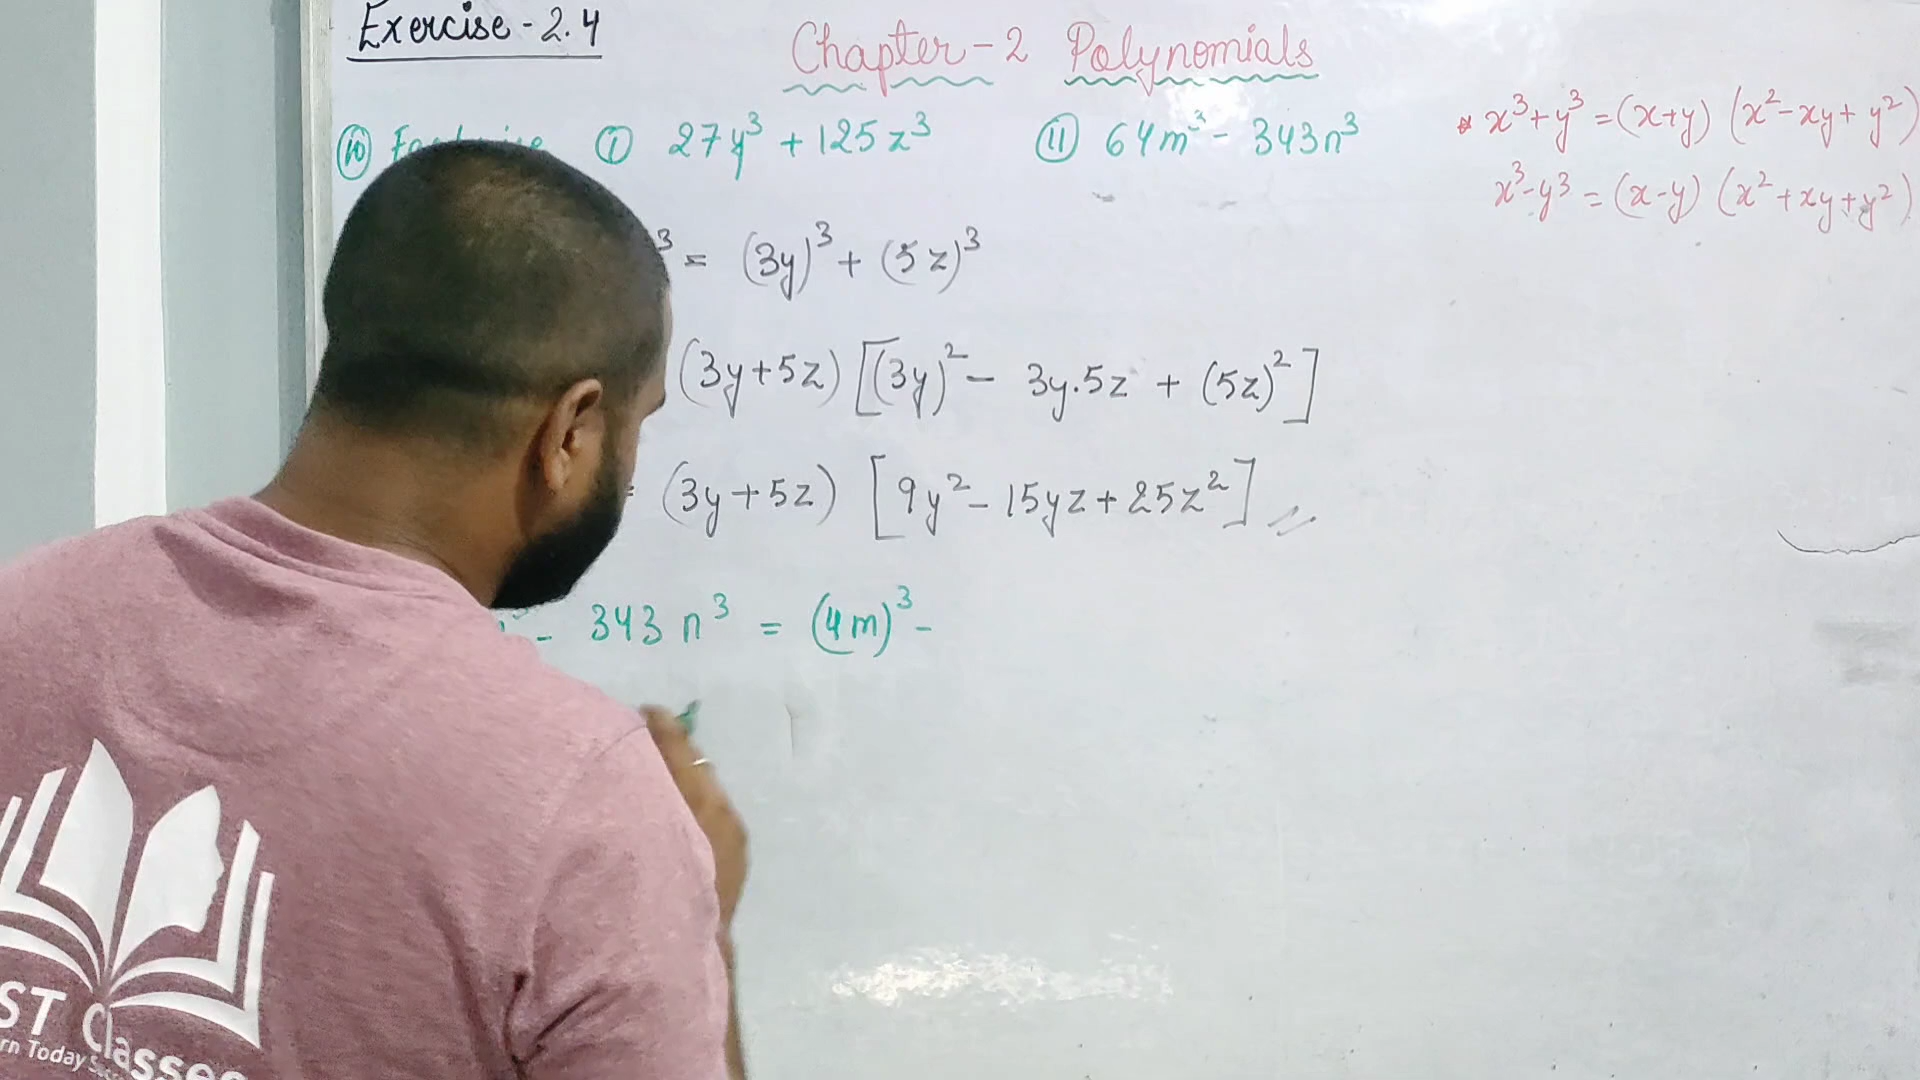 Exercise - 2.4
Chapter - 2 Polynomials
(10) (i) 27y³ + 125z³ (ii) 64m³ - 343n³
* x³ + y³ = (x+y) (x² - xy + y²)
x³ - y³ = (x-y) (x² + xy + y²)
³ = (3y)³ + (5z)³
(3y+5z) [(3y)² - 3y.5z + (5z)²]
= (3y+5z) [9y² - 15yz + 25z²]
- 343n³ = (4m)³ -
ST Classes
rn Today